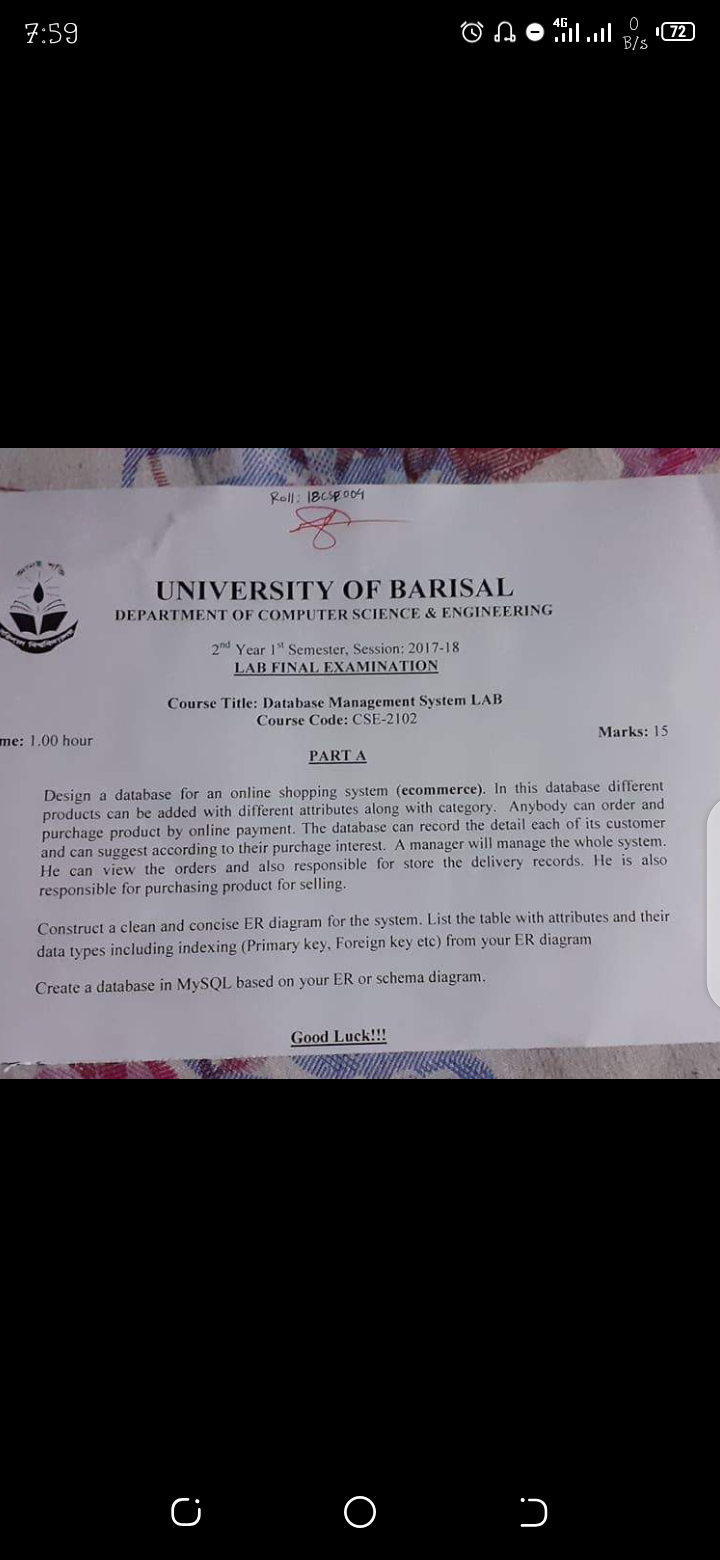 7:59
4G
0
B/s
72
Roll: 18CSE004
UNIVERSITY OF BARISAL
DEPARTMENT OF COMPUTER SCIENCE & ENGINEERING
2nd Year 1st Semester, Session: 2017-18
LAB FINAL EXAMINATION
Course Title: Database Management System LAB
Course Code: CSE-2102
me: 1.00 hour
Marks: 15
PART A
Design a database for an online shopping system (ecommerce). In this database different
products can be added with different attributes along with category. Anybody can order and
purchase product by online payment. The database can record the detail each of its customer
and can suggest according to their purchase interest. A manager will manage the whole system.
He can view the orders and also responsible for store the delivery records. He is also
responsible for purchasing product for selling.
Construct a clean and concise ER diagram for the system. List the table with attributes and their
data types including indexing (Primary key, Foreign key etc) from your ER diagram
Create a database in MySQL based on your ER or schema diagram.
Good Luck!!!